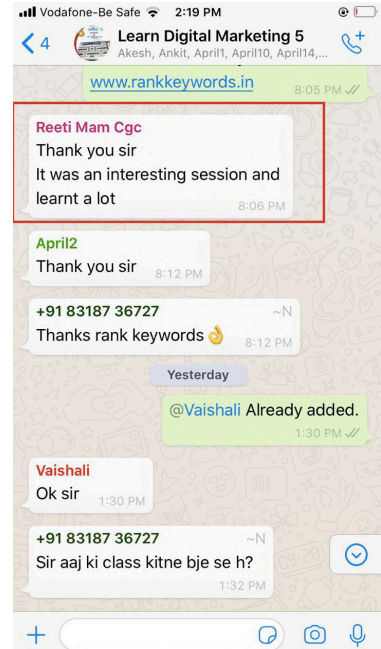 Vodafone-Be Safe 2:19 PM
4 Learn Digital Marketing 5
Akesh, Ankit, April1, April10, April14,...
www.rankkeywords.in
8:05 PM
Reeti Mam Cgc
Thank you sir
It was an interesting session and
learnt a lot
8:06 PM
April2
Thank you sir
8:12 PM
+91 83187 36727 ~N
Thanks rank keywords👌
8:12 PM
Yesterday
@Vaishali Already added.
1:30 PM
Vaishali
Ok sir
1:30 PM
+91 83187 36727 ~N
Sir aaj ki class kitne bje se h?
1:32 PM